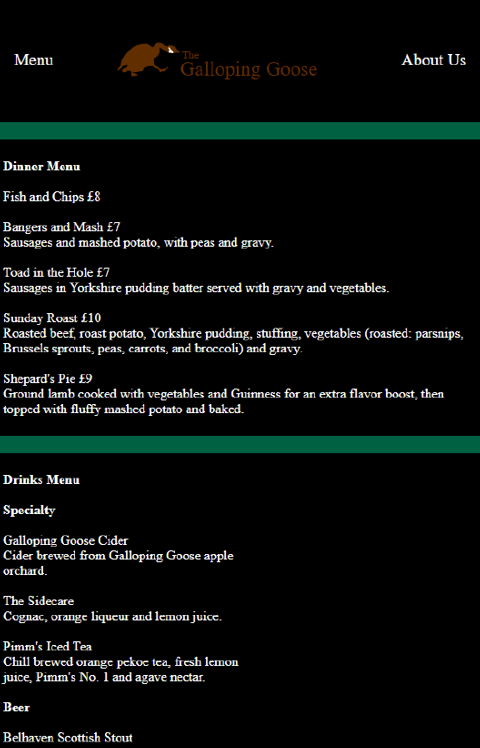 Menu
The
Galloping Goose
About Us
Dinner Menu
Fish and Chips £8
Bangers and Mash £7
Sausages and mashed potato, with peas and gravy.
Toad in the Hole £7
Sausages in Yorkshire pudding batter served with gravy and vegetables.
Sunday Roast £10
Roasted beef, roast potato, Yorkshire pudding, stuffing, vegetables (roasted: parsnips,
Brussels sprouts, peas, carrots, and broccoli) and gravy.
Shepard's Pie £9
Ground lamb cooked with vegetables and Guinness for an extra flavor boost, then
topped with fluffy mashed potato and baked.
Drinks Menu
Specialty
Galloping Goose Cider
Cider brewed from Galloping Goose apple
orchard.
The Sidecare
Cognac, orange liqueur and lemon juice.
Pimm's Iced Tea
Chill brewed orange pekoe tea, fresh lemon
juice, Pimm's No. 1 and agave nectar.
Beer
Belhaven Scottish Stout